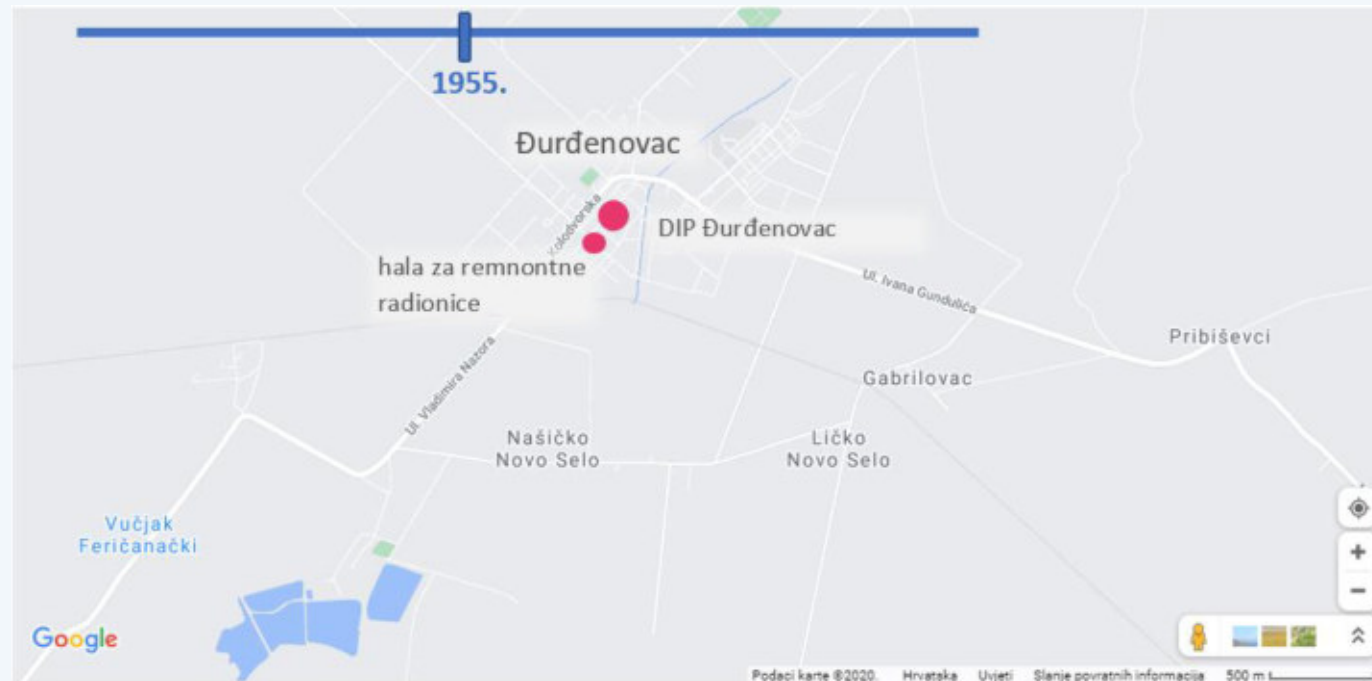 1955.
Đurđenovac
Kolodvorska
DIP Đurđenovac
hala za remnontne
radionice
Ul. Ivana Gundulića
Pribiševci
Ul. Vladimira Nazora
Gabrilovac
Našičko
Novo Selo
Ličko
Novo Selo
Vučjak
Feričanački
Google
Podaci karte ©2020. Hrvatska Uvjeti Slanje povratnih informacija 500 m